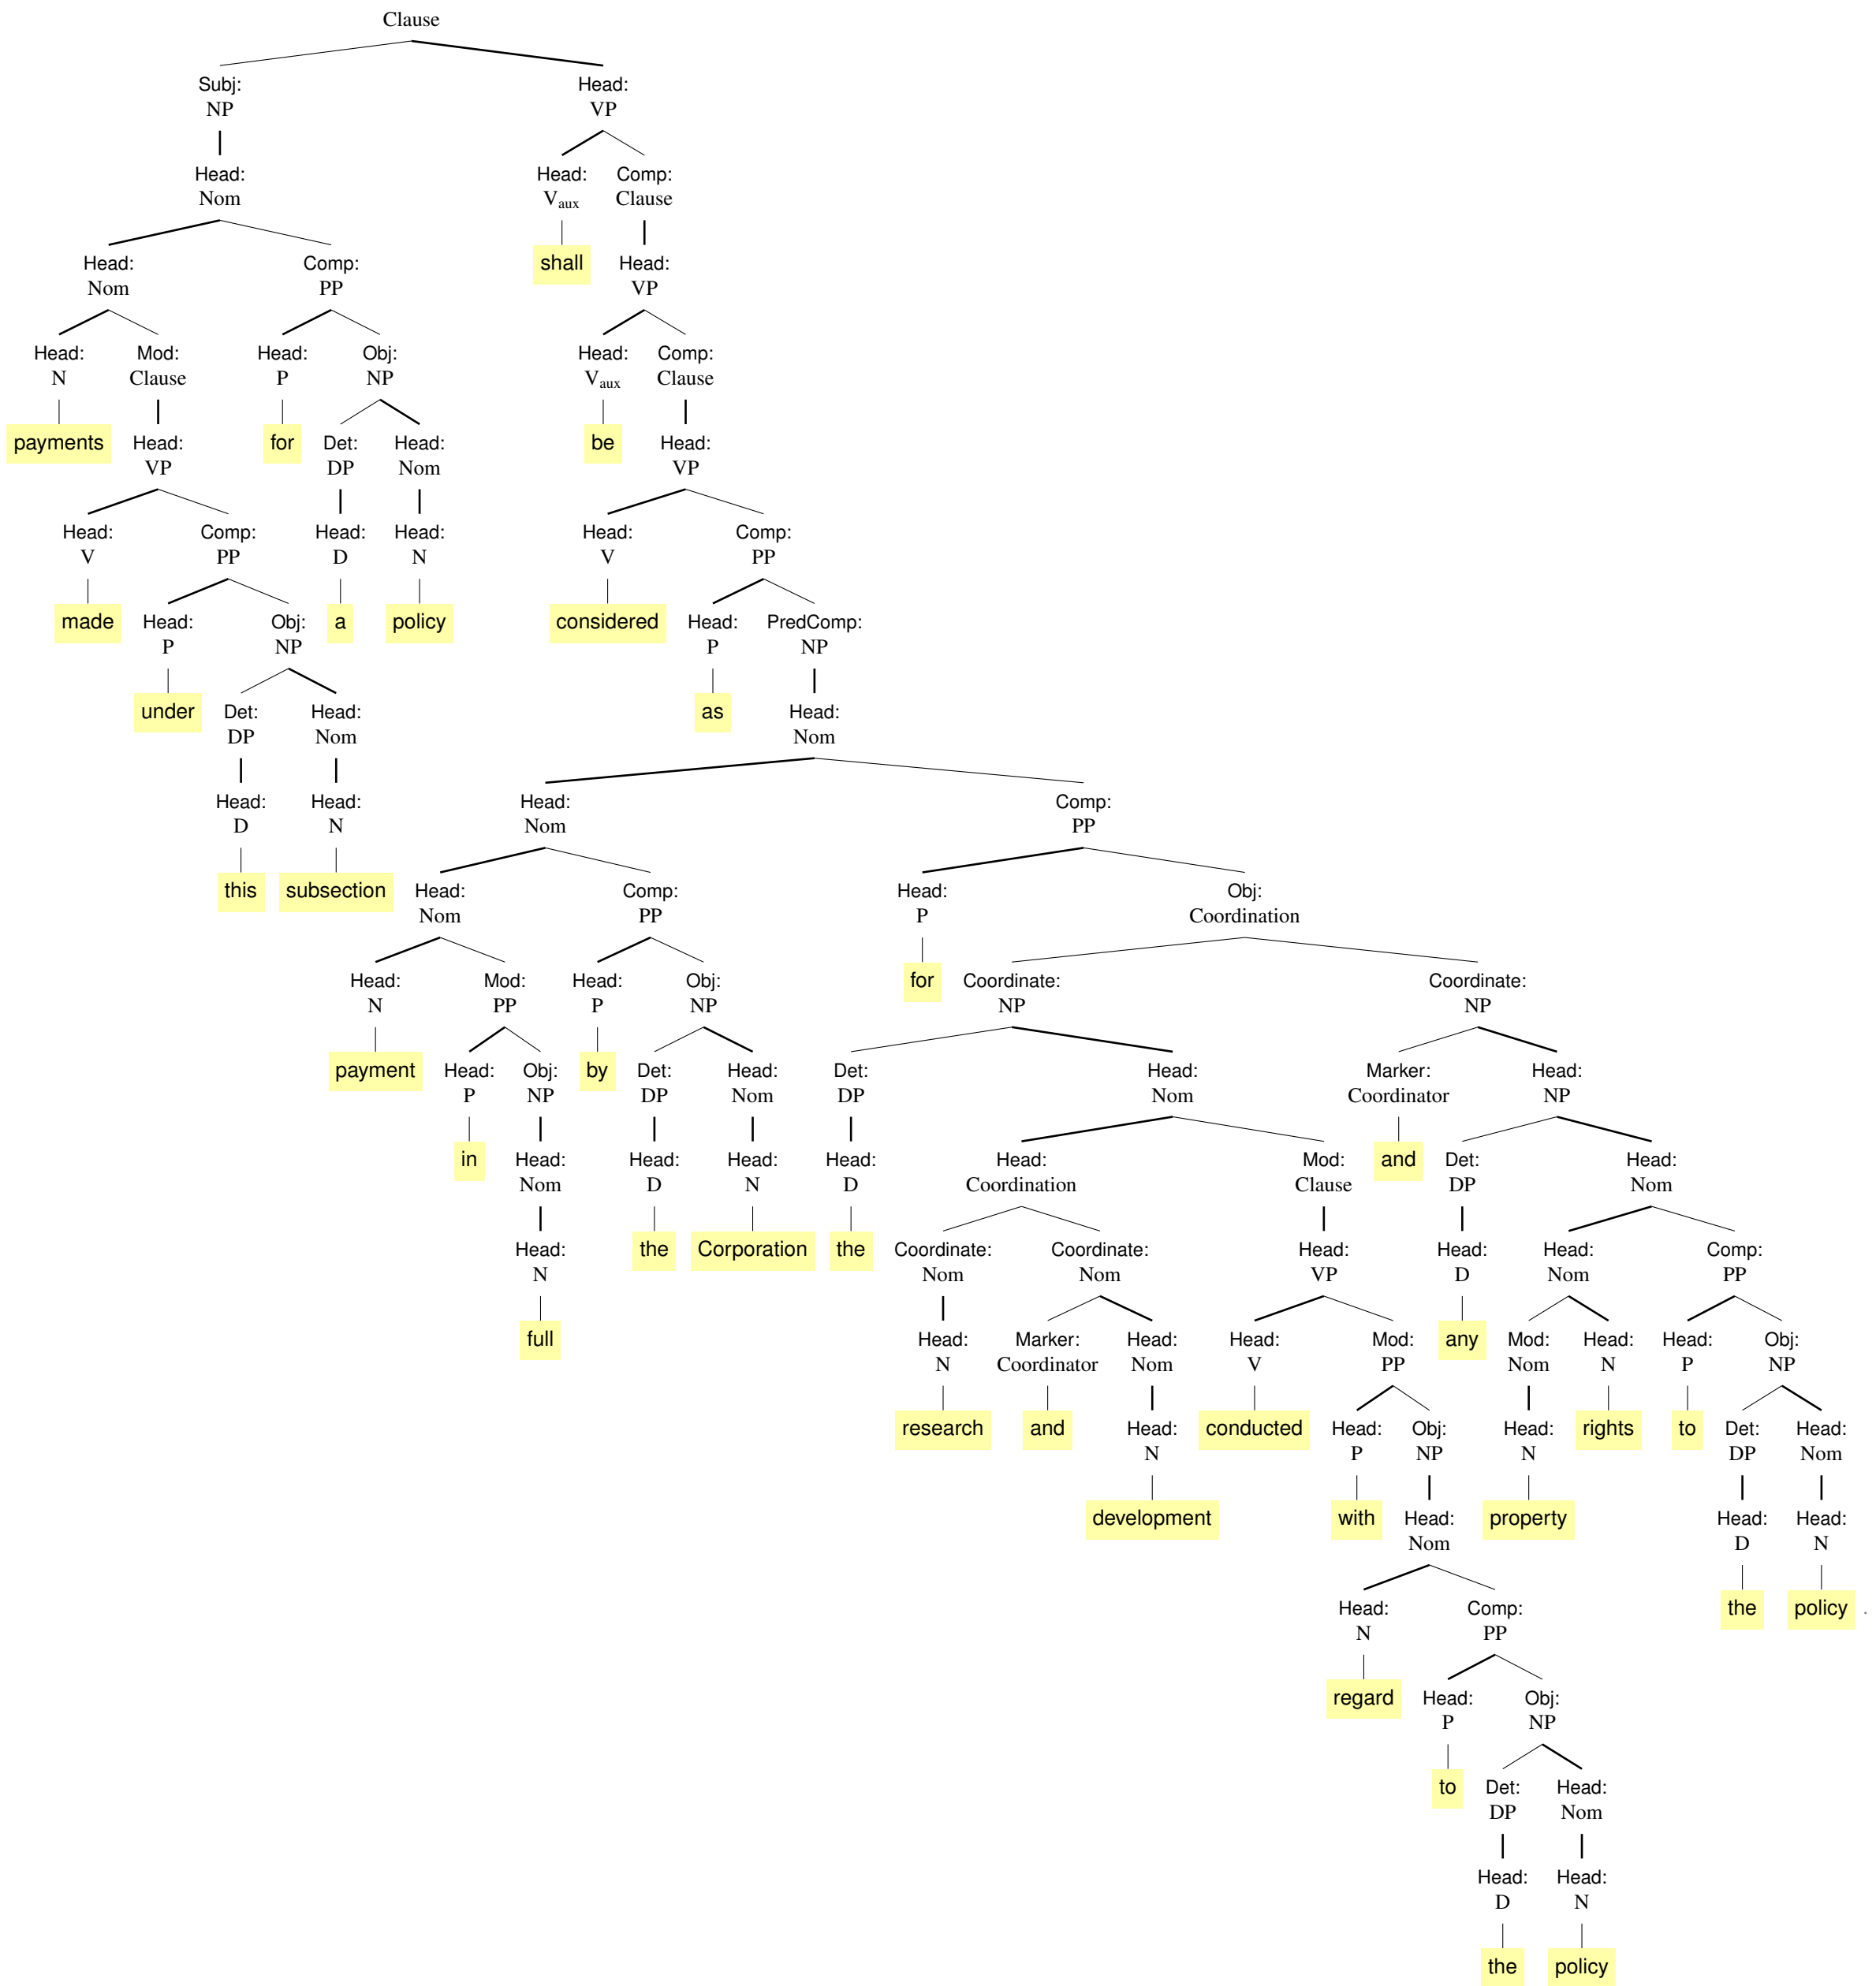 Clause
Subj: Head:
NP VP
Head: Head: Comp:
Nom Vaux Clause
Head: Comp: shall Head:
Nom PP VP
Head: Mod: Head: Obj: Head: Comp:
N Clause P NP Vaux Clause
payments Head: for Det: Head: be Head:
VP DP Nom VP
Head: Comp: Head: Head: Head: Comp:
V PP D N V PP
made Head: Obj: a policy considered Head: PredComp:
P NP P NP
under Det: Head: as Head:
DP Nom Nom
Head: Head: Head: Comp:
D N Nom PP
this subsection Head: Comp: Head: Obj:
Nom PP P Coordination
Head: Mod: Head: Obj: for Coordinate: Coordinate:
N PP P NP NP NP
payment Head: Obj: by Det: Head: Det: Head: Marker: Head:
P NP DP Nom DP Nom Coordinator NP
in Head: Head: Head: Head: Head: Mod: and Det: Head:
Nom D N D Coordination Clause DP Nom
Head: the Corporation the Coordinate: Coordinate: Head: Head: Head: Comp:
N Nom Nom VP D Nom PP
full Head: Marker: Head: Head: Mod: any Mod: Head: Head: Obj:
N Coordinator Nom V PP Nom N P NP
research and Head: conducted Head: Obj: Head: rights to Det: Head:
N P NP N DP Nom
development with Head: property Head: Head:
Nom D N
Head: Comp: the policy .
N PP
regard Head: Obj:
P NP
to Det: Head:
DP Nom
Head: Head:
D N
the policy